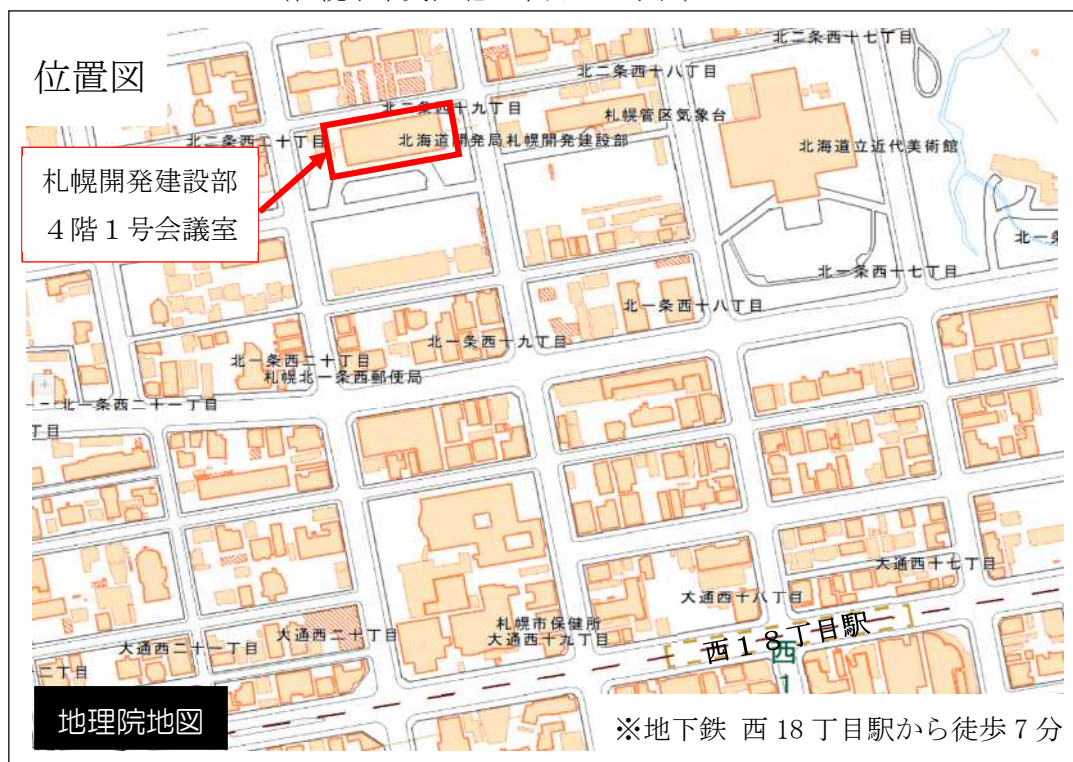 位置図
北二条西十七丁目
北二条西十八丁目
北二条西十九丁目
札幌管区気象台
北二条西二十丁目
北海道開発局札幌開発建設部
北海道立近代美術館
札幌開発建設部
4階1号会議室
北一条西十七丁目
北一条西十八丁目
北一条西十九丁目
北一条西二十丁目
札幌北一条西郵便局
北一条西二十一丁目
丁目
大通西十七丁目
大通西十八丁目
札幌市保健所
大通西十九丁目
大通西二十丁目
大通西二十一丁目
十二丁目
西18丁目駅
西
1
地理院地図
※地下鉄 西18丁目駅から徒歩7分